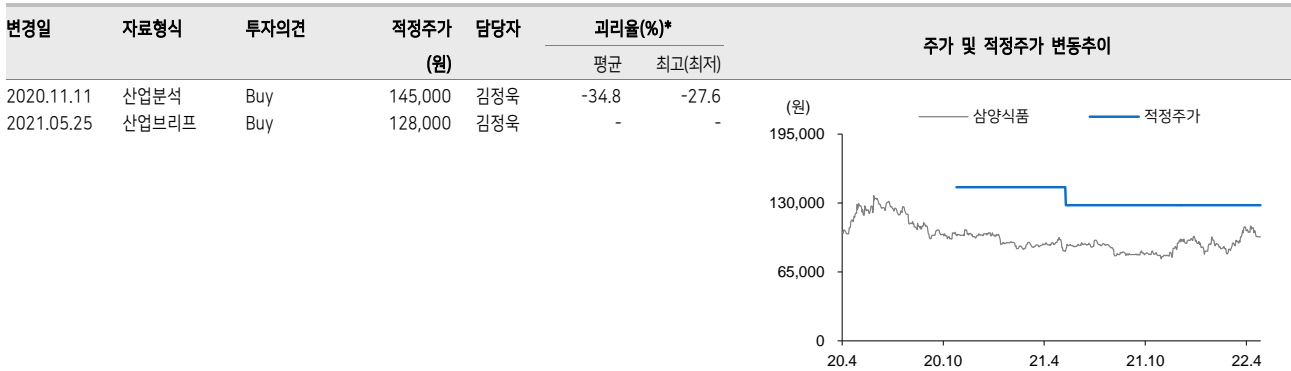 변경일 자료형식 투자의견 적정주가 담당자 괴리율(%)* 주가 및 적정주가 변동추이
(원) 평균 최고(최저)
2020.11.11 산업분석 Buy 145,000 김정욱 -34.8 -27.6
2021.05.25 산업브리프 Buy 128,000 김정욱 - -
(원) 삼양식품 적정주가
195,000
130,000
65,000
0
20.4 20.10 21.4 21.10 22.4